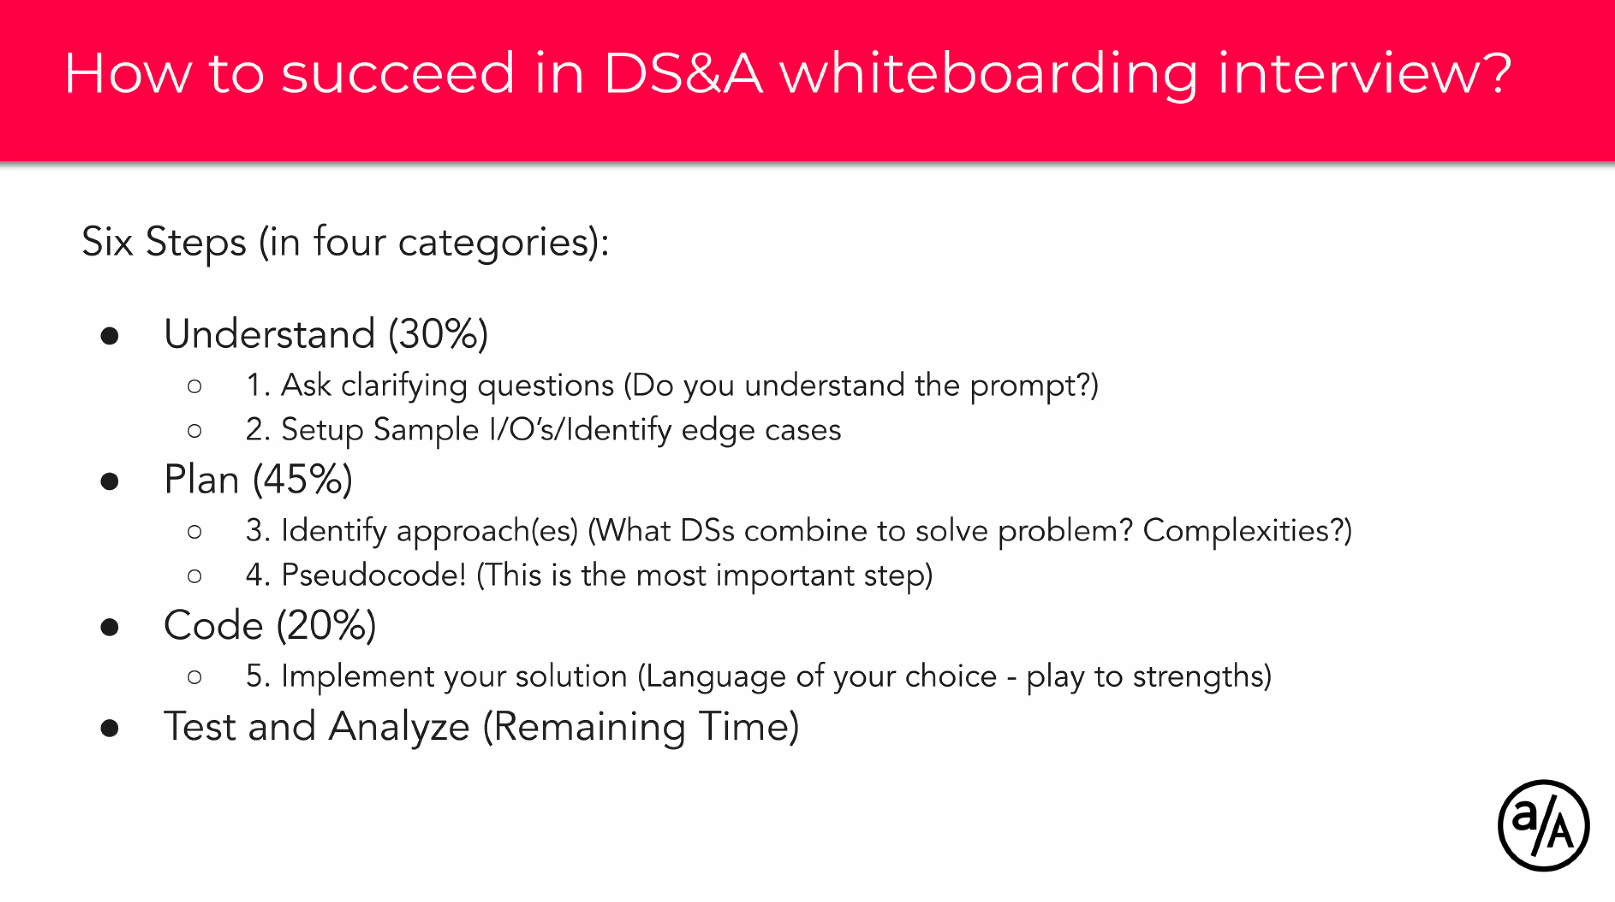 How to succeed in DS&A whiteboarding interview?
Six Steps (in four categories):
● Understand (30%)
○ 1. Ask clarifying questions (Do you understand the prompt?)
○ 2. Setup Sample I/O’s/Identify edge cases
● Plan (45%)
○ 3. Identify approach(es) (What DSs combine to solve problem? Complexities?)
○ 4. Pseudocode! (This is the most important step)
● Code (20%)
○ 5. Implement your solution (Language of your choice - play to strengths)
● Test and Analyze (Remaining Time)
a/A